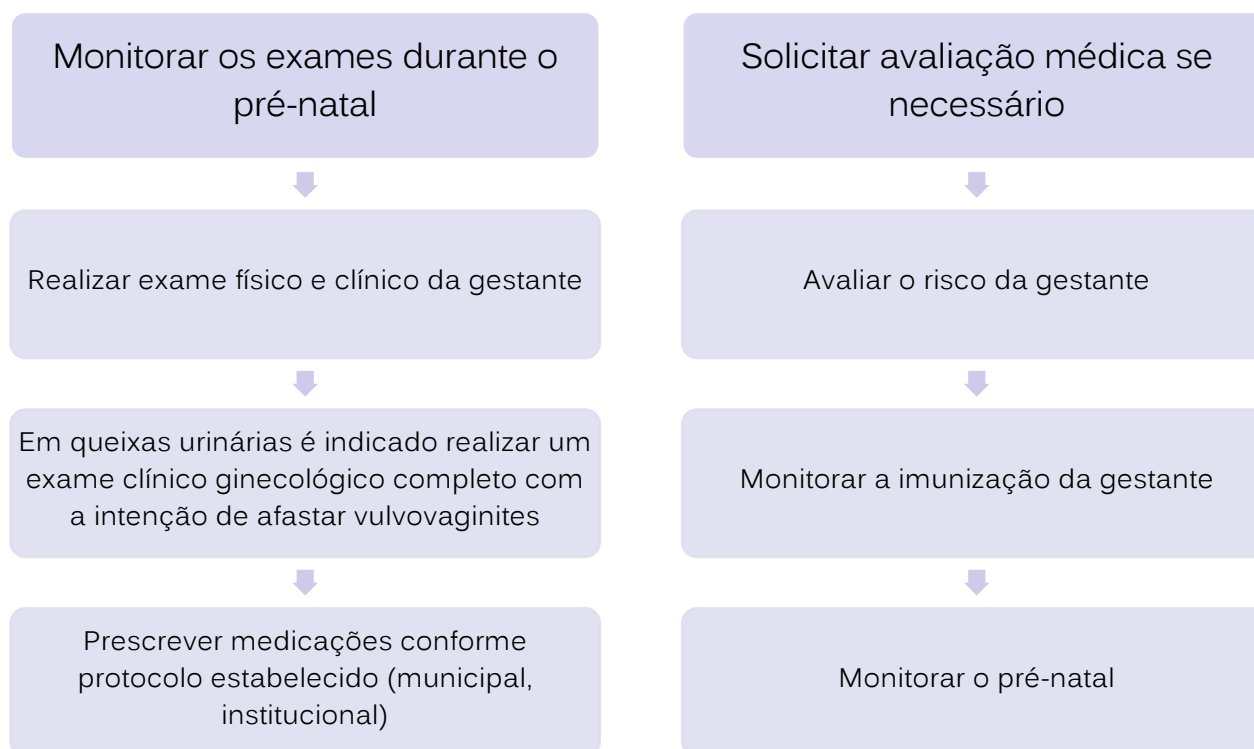 Monitorar os exames durante o
pré-natal
Realizar exame físico e clínico da gestante
Em queixas urinárias é indicado realizar um
exame clínico ginecológico completo com
a intenção de afastar vulvovaginites
Prescrever medicações conforme
protocolo estabelecido (municipal,
institucional)
Solicitar avaliação médica se
necessário
Avaliar o risco da gestante
Monitorar a imunização da gestante
Monitorar o pré-natal